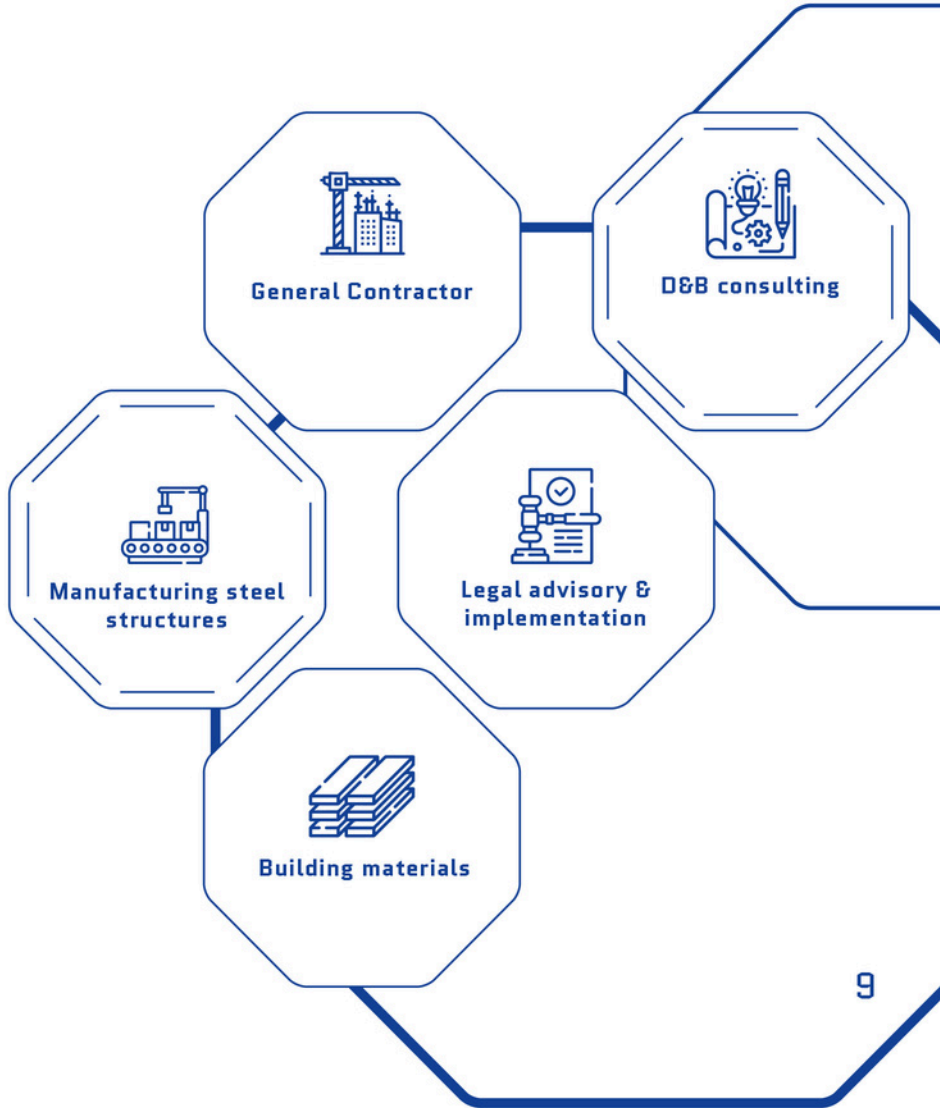 General Contractor
D&B consulting
Manufacturing steel
structures
Legal advisory &
implementation
Building materials
9